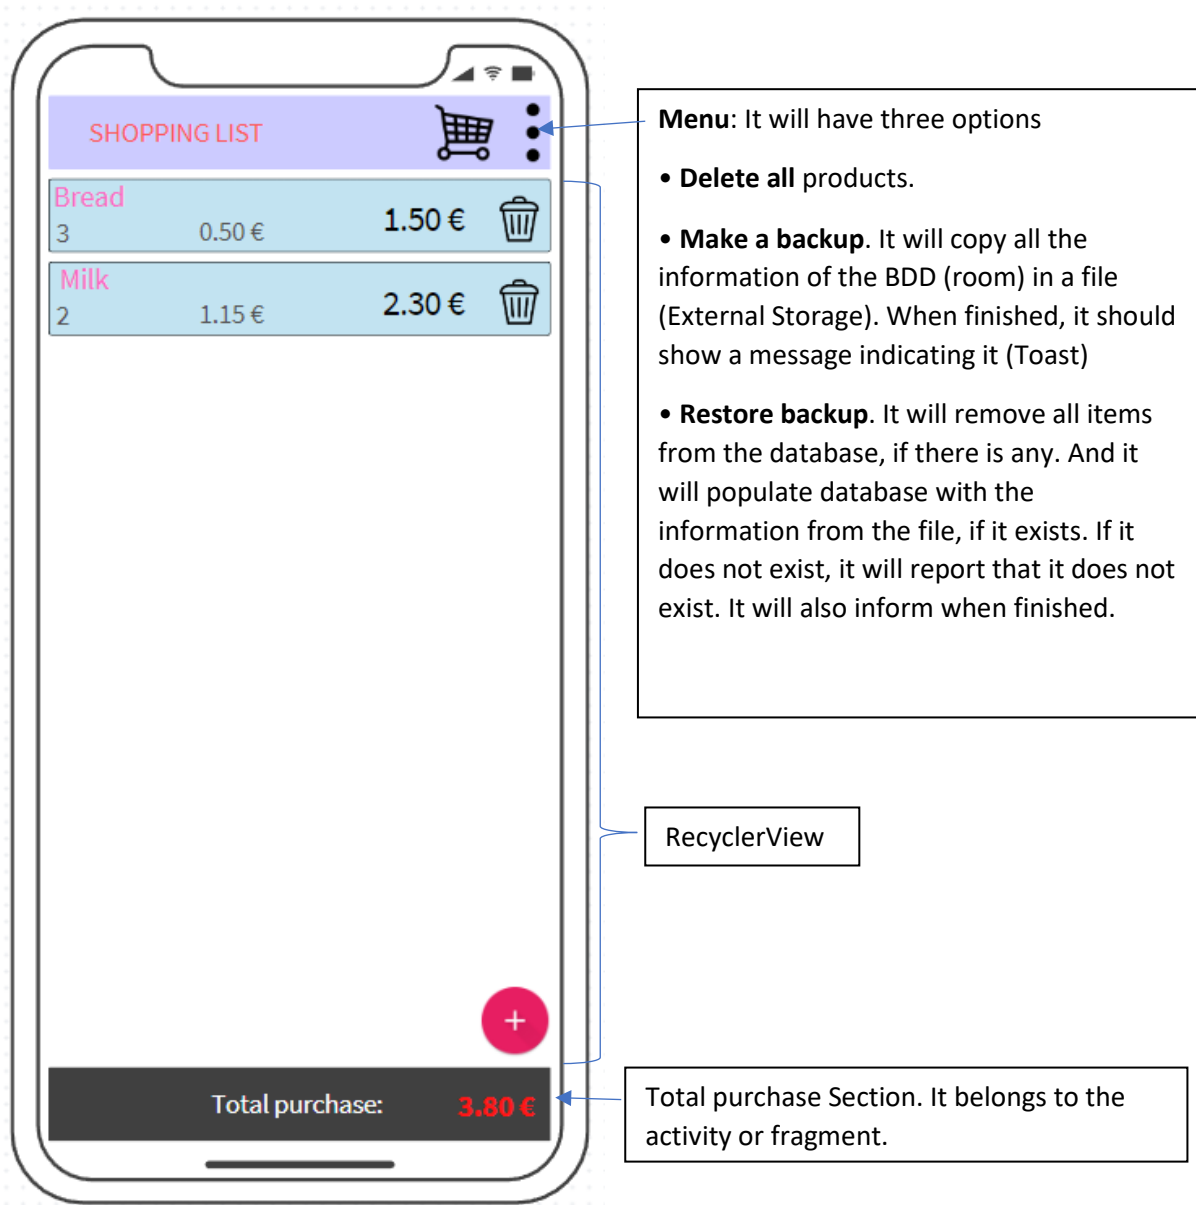 SHOPPING LIST
Bread
3 0.50 € 1.50 €
Milk
2 1.15 € 2.30 €
+
Total purchase: 3.80 €
Menu: It will have three options
• Delete all products.
• Make a backup. It will copy all the
information of the BDD (room) in a file
(External Storage). When finished, it should
show a message indicating it (Toast)
• Restore backup. It will remove all items
from the database, if there is any. And it
will populate database with the
information from the file, if it exists. If it
does not exist, it will report that it does not
exist. It will also inform when finished.
RecyclerView
Total purchase Section. It belongs to the
activity or fragment.